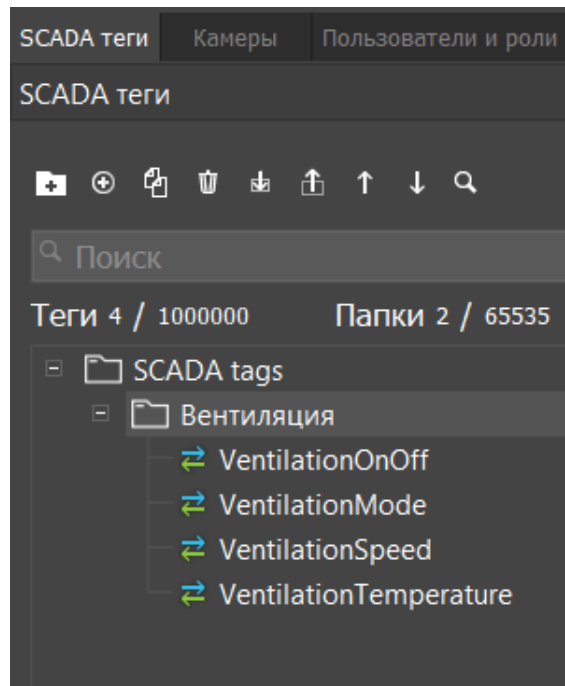 SCADA теги Камеры Пользователи и роли
SCADA теги
Поиск
Теги 4 / 1000000 Папки 2 / 65535
SCADA tags
Вентиляция
VentilationOnOff
VentilationMode
VentilationSpeed
VentilationTemperature